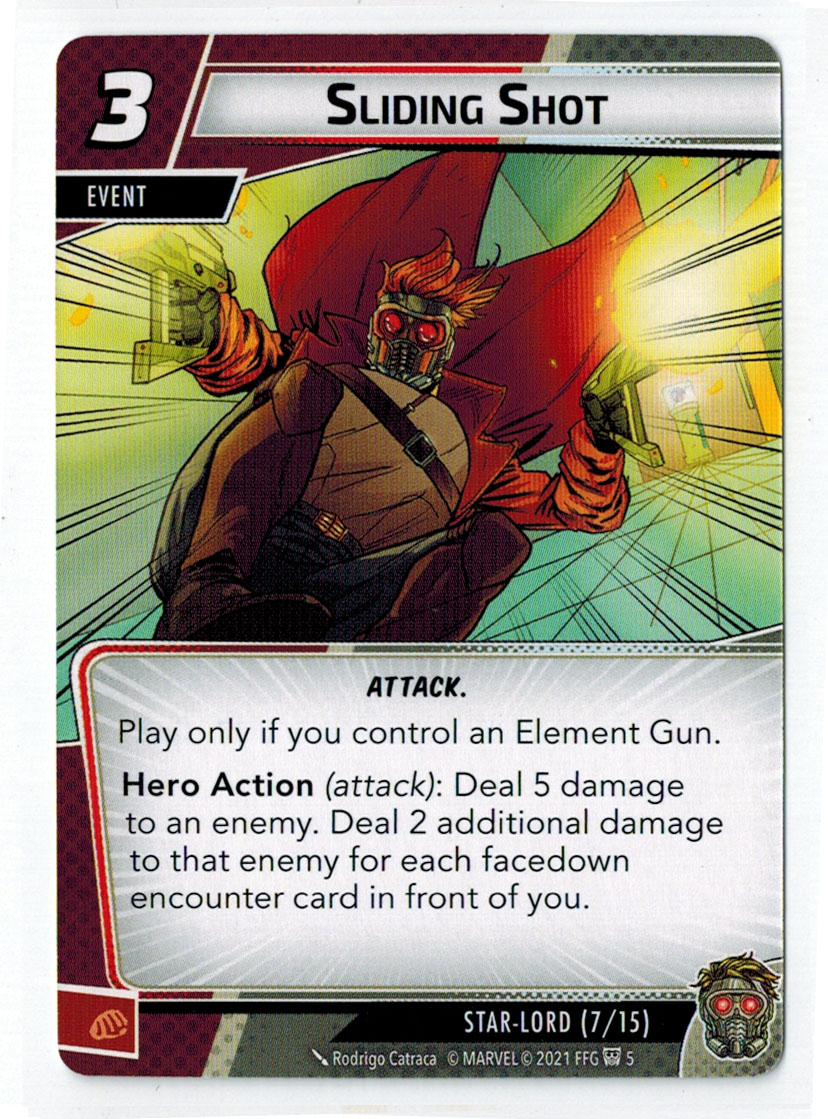 3
SLIDING SHOT
EVENT
ATTACK.
Play only if you control an Element Gun.
Hero Action (attack): Deal 5 damage
to an enemy. Deal 2 additional damage
to that enemy for each facedown
encounter card in front of you.
STAR-LORD (7/15)
Rodrigo Catraca © MARVEL © 2021 FFG 5